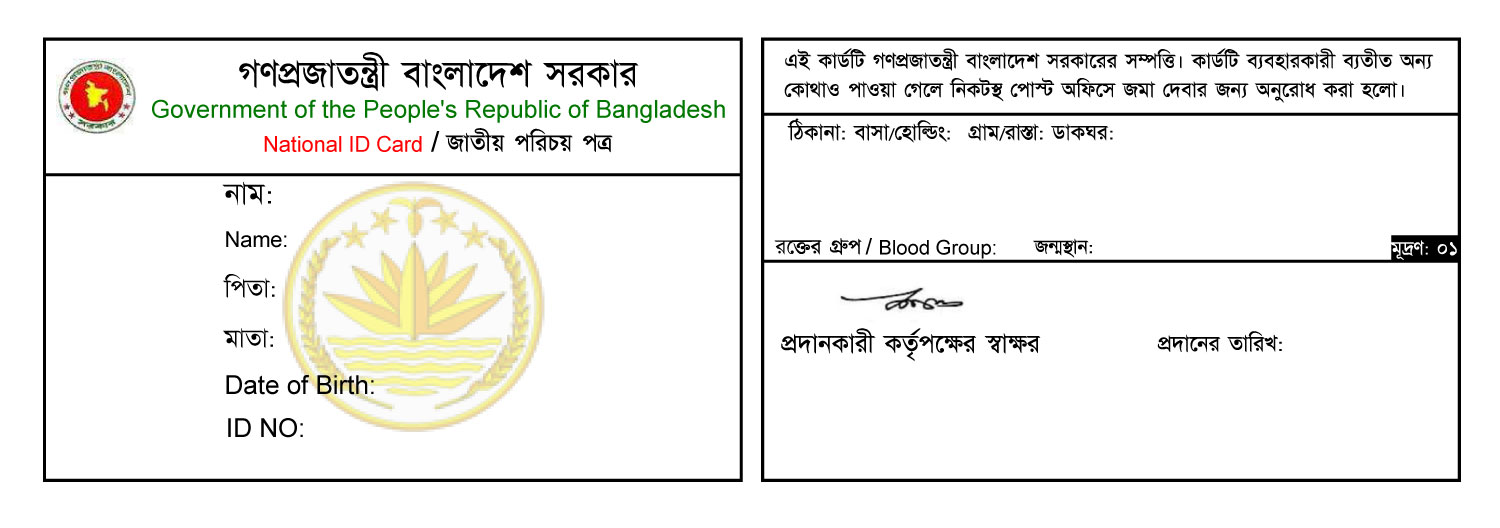 গণপ্রজাতন্ত্রী বাংলাদেশ সরকার
Government of the People's Republic of Bangladesh
National ID Card / জাতীয় পরিচয় পত্র
নাম:
Name:
পিতা:
মাতা:
Date of Birth:
ID NO:
এই কার্ডটি গণপ্রজাতন্ত্রী বাংলাদেশ সরকারের সম্পত্তি। কার্ডটি ব্যবহারকারী ব্যতীত অন্য
কোথাও পাওয়া গেলে নিকটস্থ পোস্ট অফিসে জমা দেবার জন্য অনুরোধ করা হলো।
ঠিকানা: বাসা/হোল্ডিং: গ্রাম/রাস্তা: ডাকঘর:
রক্তের গ্রুপ / Blood Group: জন্মস্থান: মূদ্রণ: ০১
প্রদানকারী কর্তৃপক্ষের স্বাক্ষর প্রদানের তারিখ: